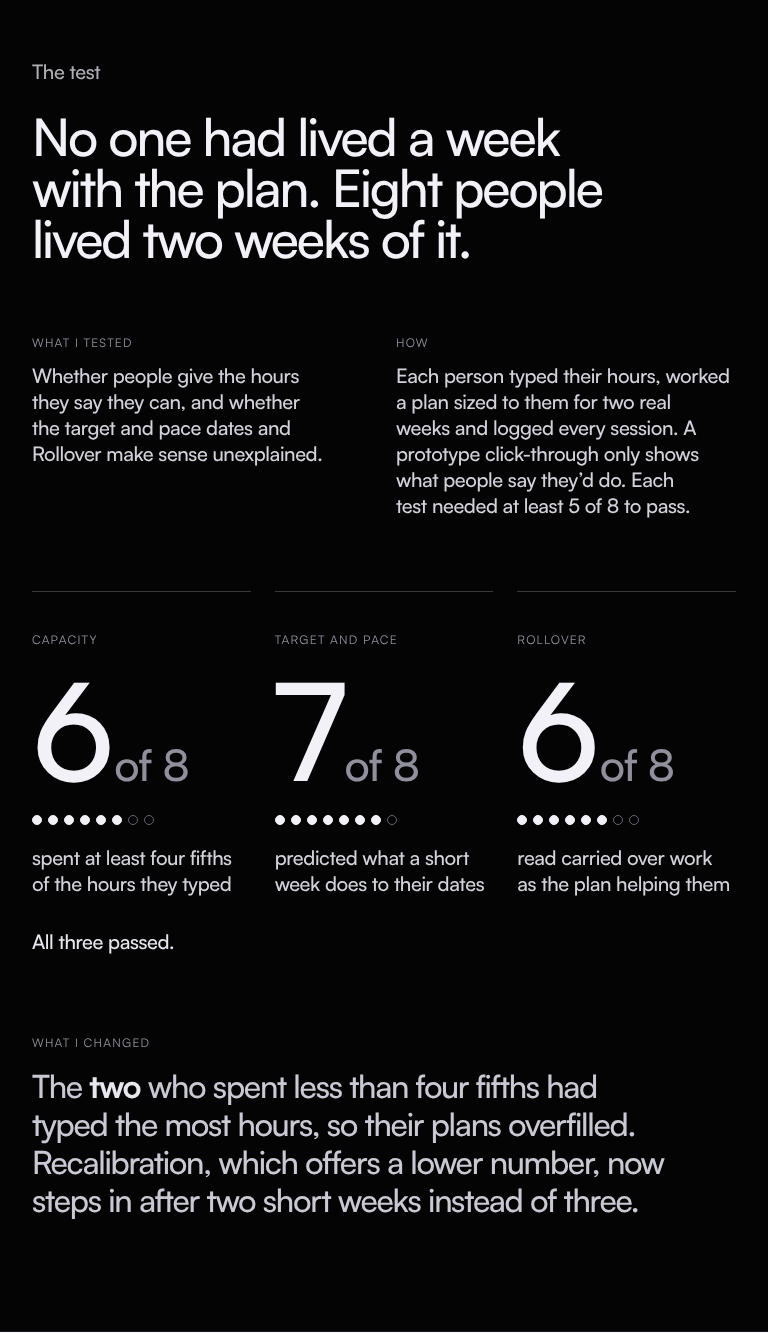 The test
No one had lived a week
with the plan. Eight people
lived two weeks of it.
WHAT I TESTED
Whether people give the hours
they say they can, and whether
the target and pace dates and
Rollover make sense unexplained.
HOW
Each person typed their hours, worked
a plan sized to them for two real
weeks and logged every session. A
prototype click-through only shows
what people say they’d do. Each
test needed at least 5 of 8 to pass.
CAPACITY
6 of 8
spent at least four fifths
of the hours they typed
TARGET AND PACE
7 of 8
predicted what a short
week does to their dates
ROLLOVER
6 of 8
read carried over work
as the plan helping them
All three passed.
WHAT I CHANGED
The two who spent less than four fifths had
typed the most hours, so their plans overfilled.
Recalibration, which offers a lower number, now
steps in after two short weeks instead of three.